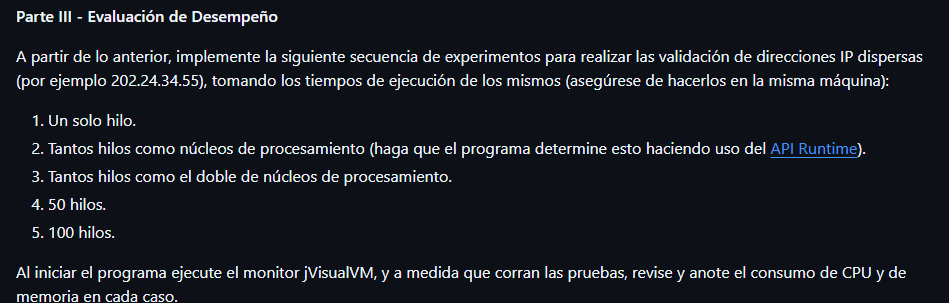 Parte III - Evaluación de Desempeño
A partir de lo anterior, implemente la siguiente secuencia de experimentos para realizar las validación de direcciones IP dispersas
(por ejemplo 202.24.34.55), tomando los tiempos de ejecución de los mismos (asegúrese de hacerlos en la misma máquina):
1. Un solo hilo.
2. Tantos hilos como núcleos de procesamiento (haga que el programa determine esto haciendo uso del API Runtime).
3. Tantos hilos como el doble de núcleos de procesamiento.
4. 50 hilos.
5. 100 hilos.
Al iniciar el programa ejecute el monitor jVisualVM, y a medida que corran las pruebas, revise y anote el consumo de CPU y de
memoria en cada caso.